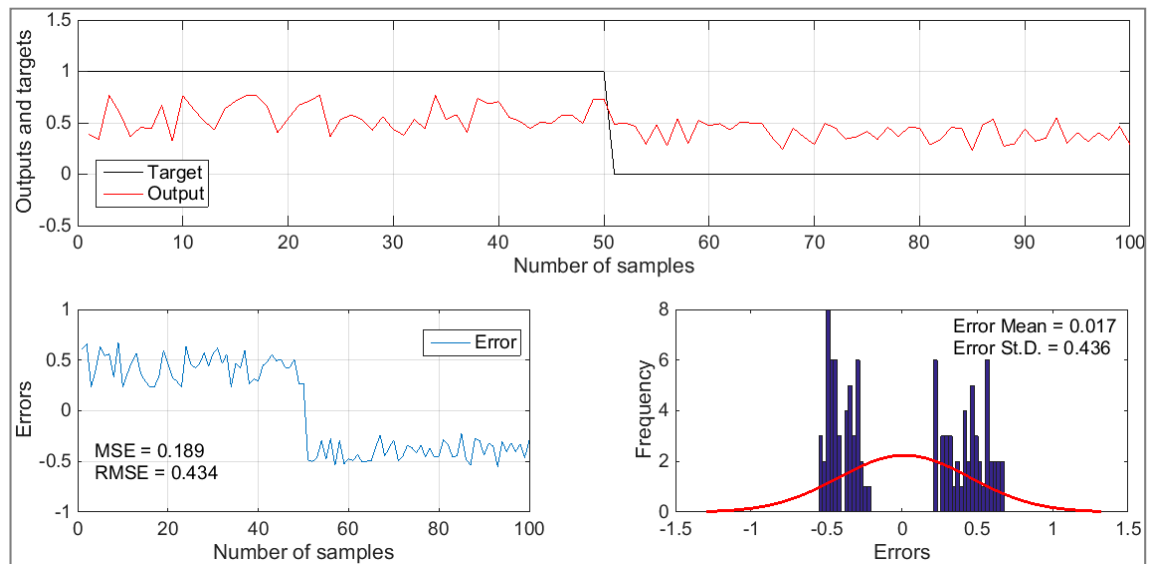 Outputs and targets
1.5
1
0.5
0
-0.5
Target
Output
0 10 20 30 40 50 60 70 80 90 100
Number of samples
Errors
1
0.5
0
-0.5
-1
Error
MSE = 0.189
RMSE = 0.434
0 20 40 60 80 100
Number of samples
Frequency
8
6
4
2
0
Error Mean = 0.017
Error St.D. = 0.436
-1.5 -1 -0.5 0 0.5 1 1.5
Errors